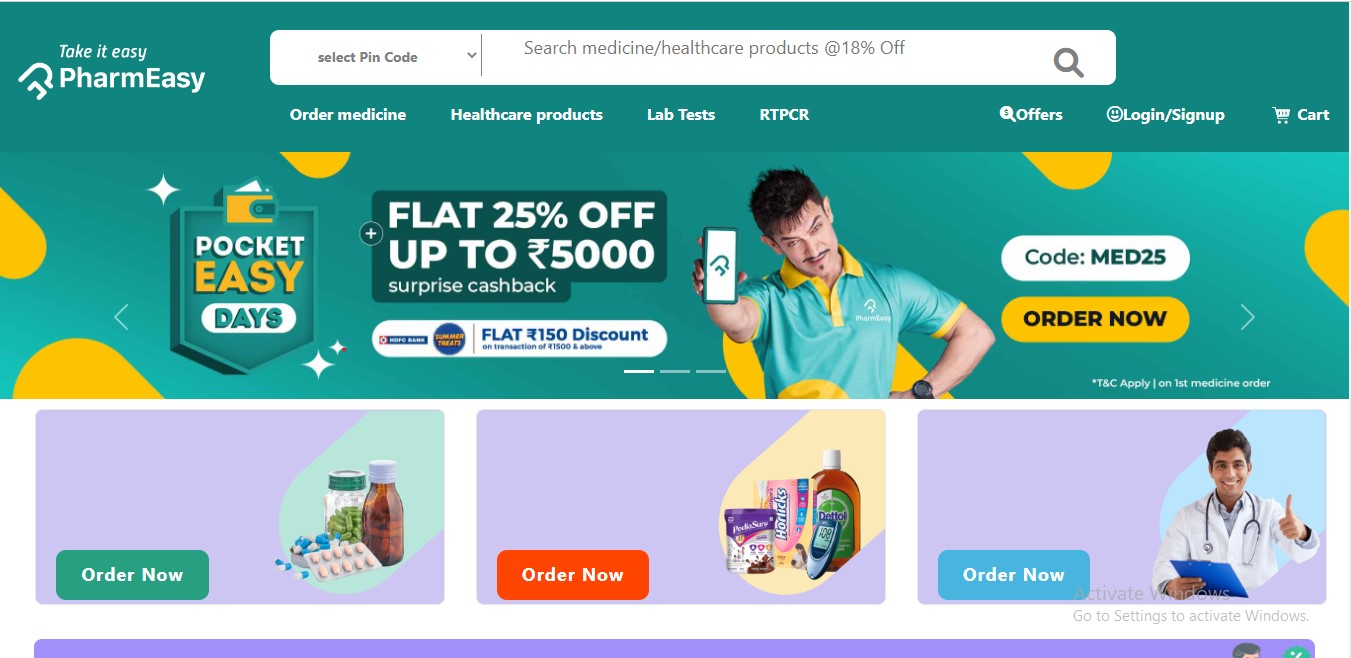 Take it easy
PharmEasy
select Pin Code
Search medicine/healthcare products @18% Off
Order medicine
Healthcare products
Lab Tests
RTPCR
Offers
Login/Signup
Cart
POCKET
EASY
DAYS
FLAT 25% OFF
UP TO ₹5000
surprise cashback
HDFC BANK
SUMMER
TREATS
FLAT ₹150 Discount
on transaction of ₹1500 & above
PharmEasy
Code: MED25
ORDER NOW
*T&C Apply | on 1st medicine order
Order Now
PediaSure
Horlicks
Dettol
108
Order Now
Order Now
Activate Windows
Go to Settings to activate Windows.